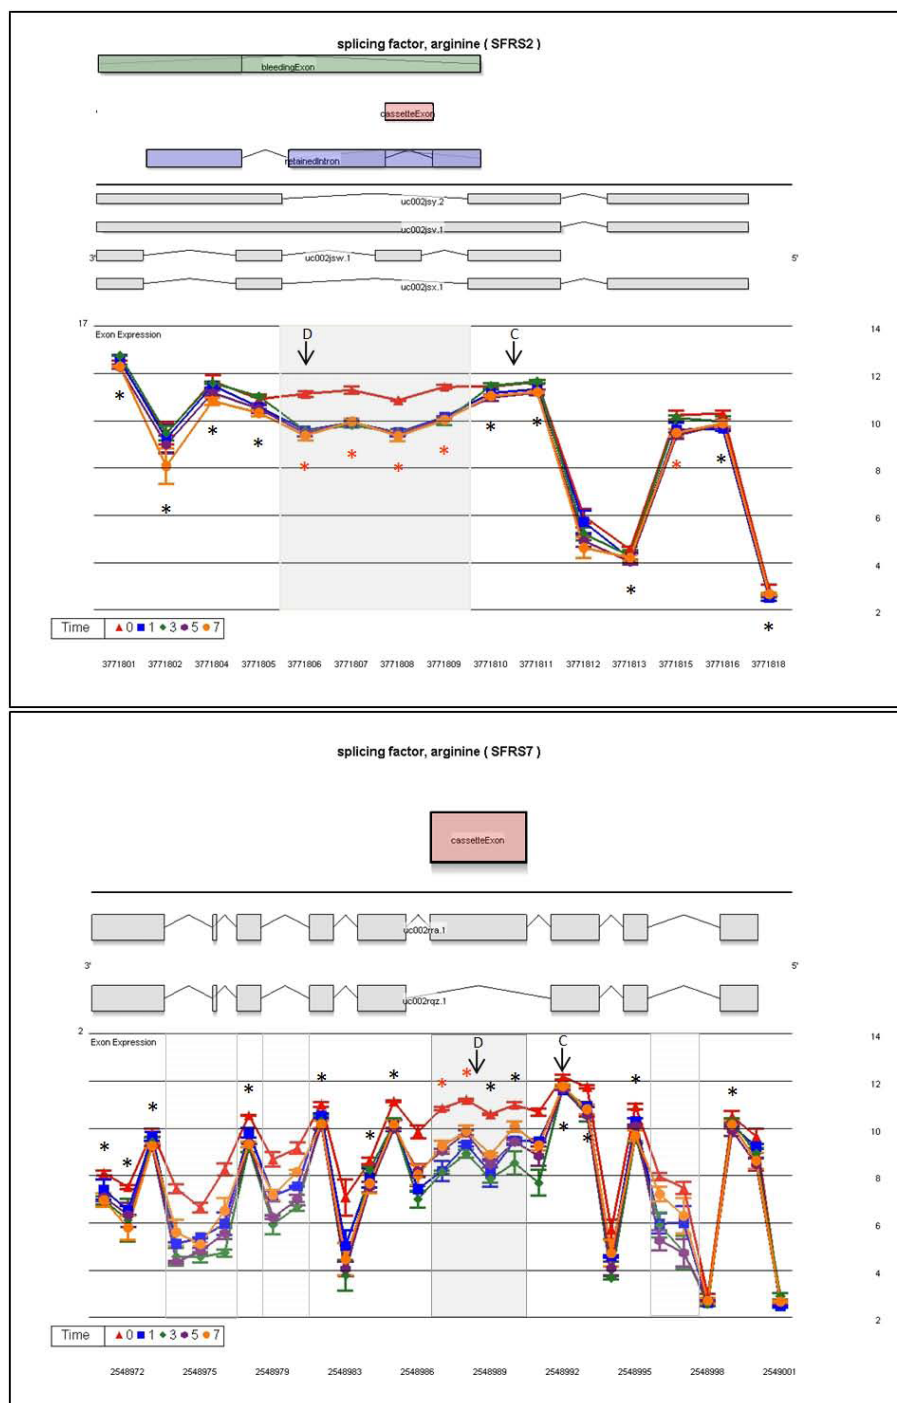 splicing factor, arginine ( SFRS2 )
bleedingExon
cassetteExon
retainedIntron
uc002jsy.2
uc002jsv.1
3' uc002jsw.1 5'
uc002jsx.1
17 14
Exon Expression D C
12
* 10
* * * *
* * * * * 8
* 6
4
* 2
*
Time 0 1 3 5 7
3771801 3771802 3771804 3771805 3771806 3771807 3771808 3771809 3771810 3771811 3771812 3771813 3771815 3771816 3771818
splicing factor, arginine ( SFRS7 )
cassetteExon
uc002rra.1
3' 5'
uc002rqz.1
2 14
Exon Expression D C
* * * * * * * * * 12
* * * * * 10
* 8
6
4
2
Time 0 1 3 5 7
2548972 2548975 2548979 2548983 2548986 2548989 2548992 2548995 2548998 2549001